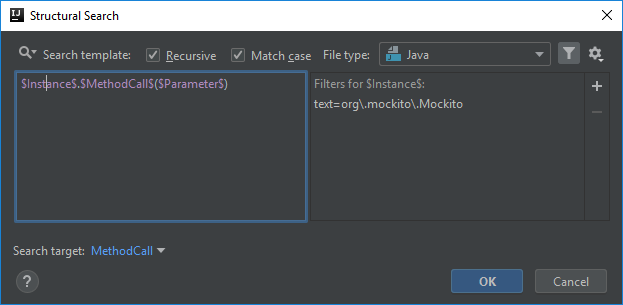 Structural Search
Search template: Recursive Match case File type: Java
$Instance$.$MethodCall$($Parameter$)
Filters for $Instance$:
text=org\.mockito\.Mockito
Search target: MethodCall
? OK Cancel